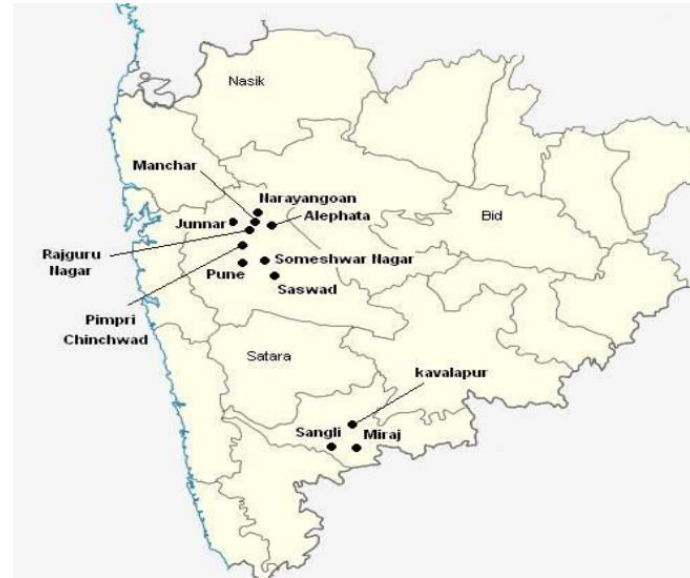 Nasik
Manchar
Narayangoan
Junnar
Alephata
Bid
Rajguru
Nagar
Someshwar Nagar
Pune
Saswad
Pimpri
Chinchwad
Satara
kavalapur
Sangli
Miraj